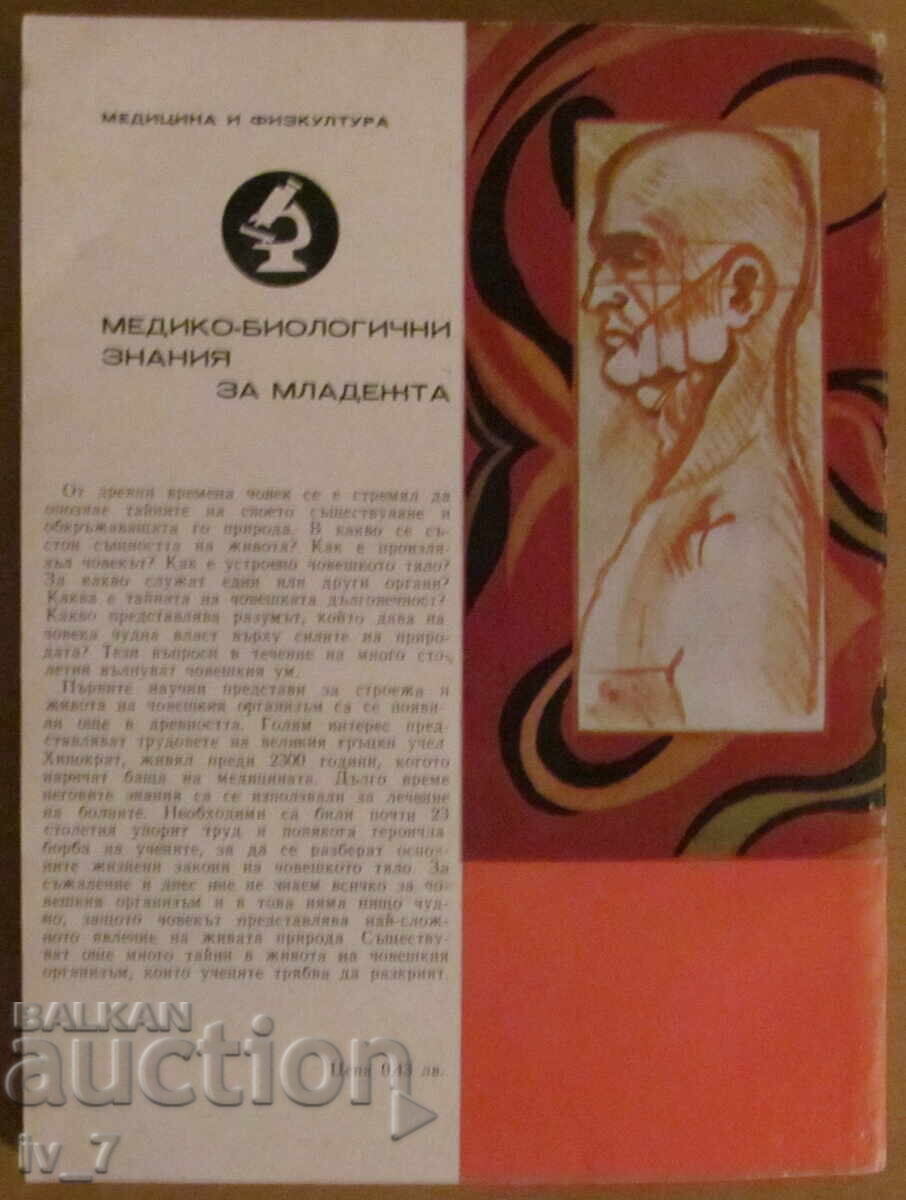 МЕДИЦИНА И ФИЗКУЛТУРА
МЕДИКО-БИОЛОГИЧНИ
ЗНАНИЯ
ЗА МЛАДЕЖТА
От древни времена човек се е стремил да
опознае тайните на своето съществуване и
обкръжаващата го природа. В какво се съ-
стои същността на живота? Как е произля-
хъл човекът? Как е устроено човешкото тяло?
За какво служат едни или други органи?
Каква е тайната на човешката дълговечност?
Какво представлява разумът, който дава на
човека чудна власт върху силите на приро-
дата? Тези въпроси в течение на много сто-
летия вълнуват човешкия ум.
Първите научни представи за строежа и
живота на човешкия организъм са се появи-
ли още в древността. Голям интерес пред-
ставляват трудовете на великия гръцки учен
Хипократ, живял преди 2300 години, когото
наричат баща на медицината. Дълго време
неговите знания са се използвали за лечение
на болните. Необходими са били почти 23
столетия упорит труд и понякога героична
борба на учените, за да се разберат основ-
ните жизнени закони на човешкото тяло. За
съжаление и днес ние не знаем всичко за чо-
вешкия организъм и в това няма нищо чуд-
но, защото човекът представлява най-слож-
ното явление на живата природа. Съществу-
ват още много тайни в живота на човешкия
организъм, които учените трябва да разкрият.
Цена 0,43 лв.
BALKAN
auction
iv_7